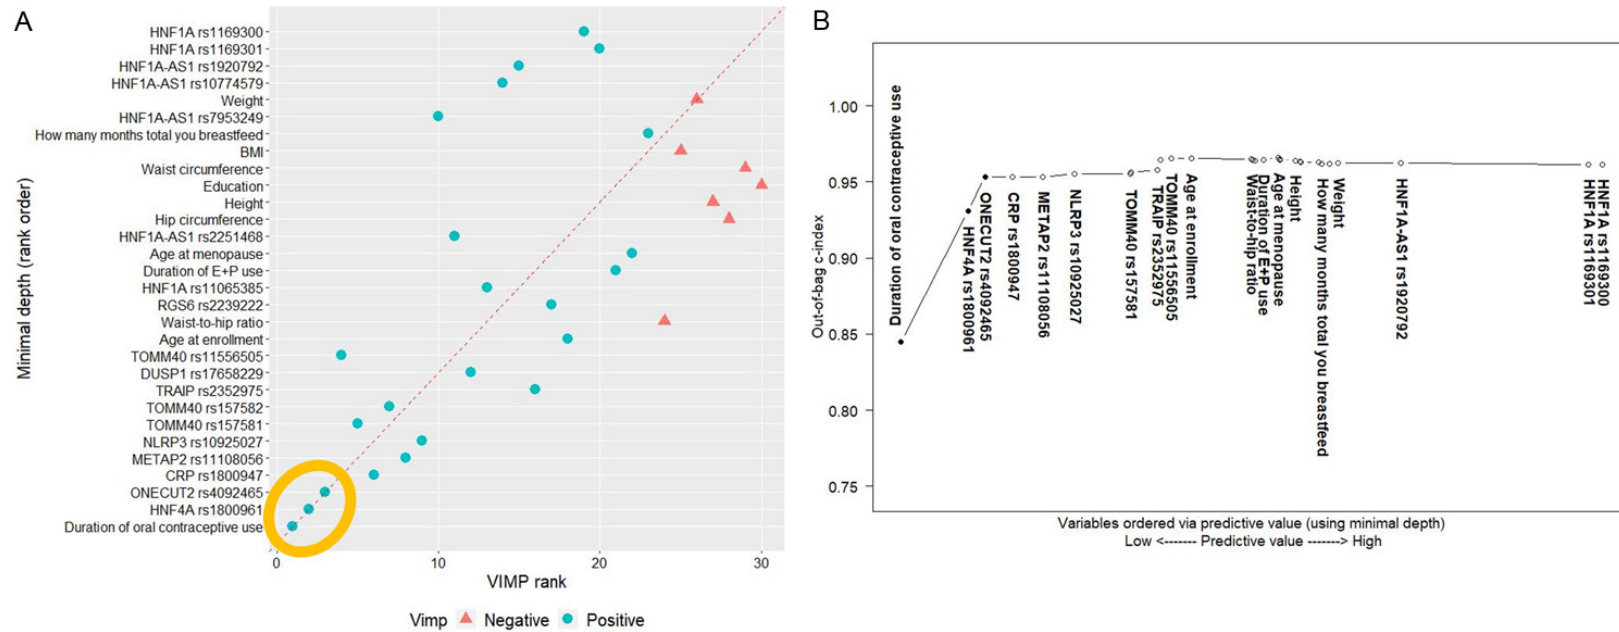 A
HNF1A rs1169300
HNF1A rs1169301
HNF1A-AS1 rs1920792
HNF1A-AS1 rs10774579
Weight
HNF1A-AS1 rs7953249
How many months total you breastfeed
BMI
Waist circumference
Education
Height
Hip circumference
HNF1A-AS1 rs2251468
Age at menopause
Duration of E+P use
HNF1A rs11065385
RGS6 rs2239222
Waist-to-hip ratio
Age at enrollment
TOMM40 rs11556505
DUSP1 rs17658229
TRAIP rs2352975
TOMM40 rs157582
TOMM40 rs157581
NLRP3 rs10925027
METAP2 rs11108056
CRP rs1800947
ONECUT2 rs4092465
HNF4A rs1800961
Duration of oral contraceptive use
Minimal depth (rank order)
0 10 20 30
VIMP rank
Vimp Negative Positive
B
Out-of-bag c-index
1.00
0.95
0.90
0.85
0.80
0.75
Duration of oral contraceptive use
HNF4A rs1800961
ONECUT2 rs4092465
CRP rs1800947
METAP2 rs11108056
NLRP3 rs10925027
TOMM40 rs157581
TRAIP rs2352975
TOMM40 rs11556505
Age at enrollment
Waist-to-hip ratio
Duration of E+P use
Age at menopause
Height
How many months total you breastfeed
Weight
HNF1A-AS1 rs1920792
HNF1A rs1169301
HNF1A rs1169300
Variables ordered via predictive value (using minimal depth)
Low <------- Predictive value -------> High